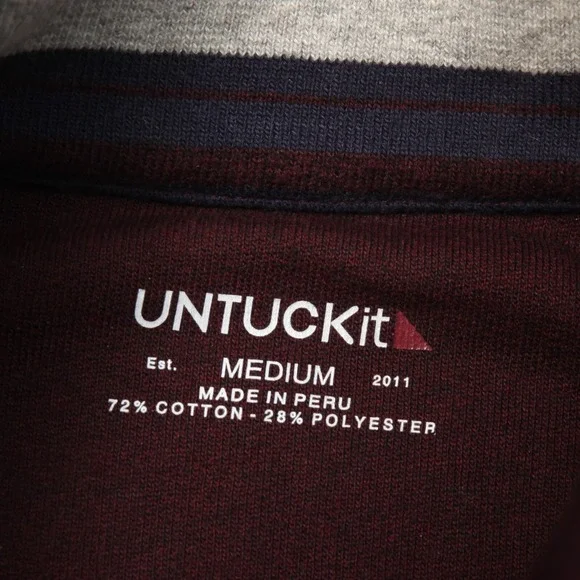 UNTUCKit
Est. MEDIUM 2011
MADE IN PERU
72% COTTON - 28% POLYESTER